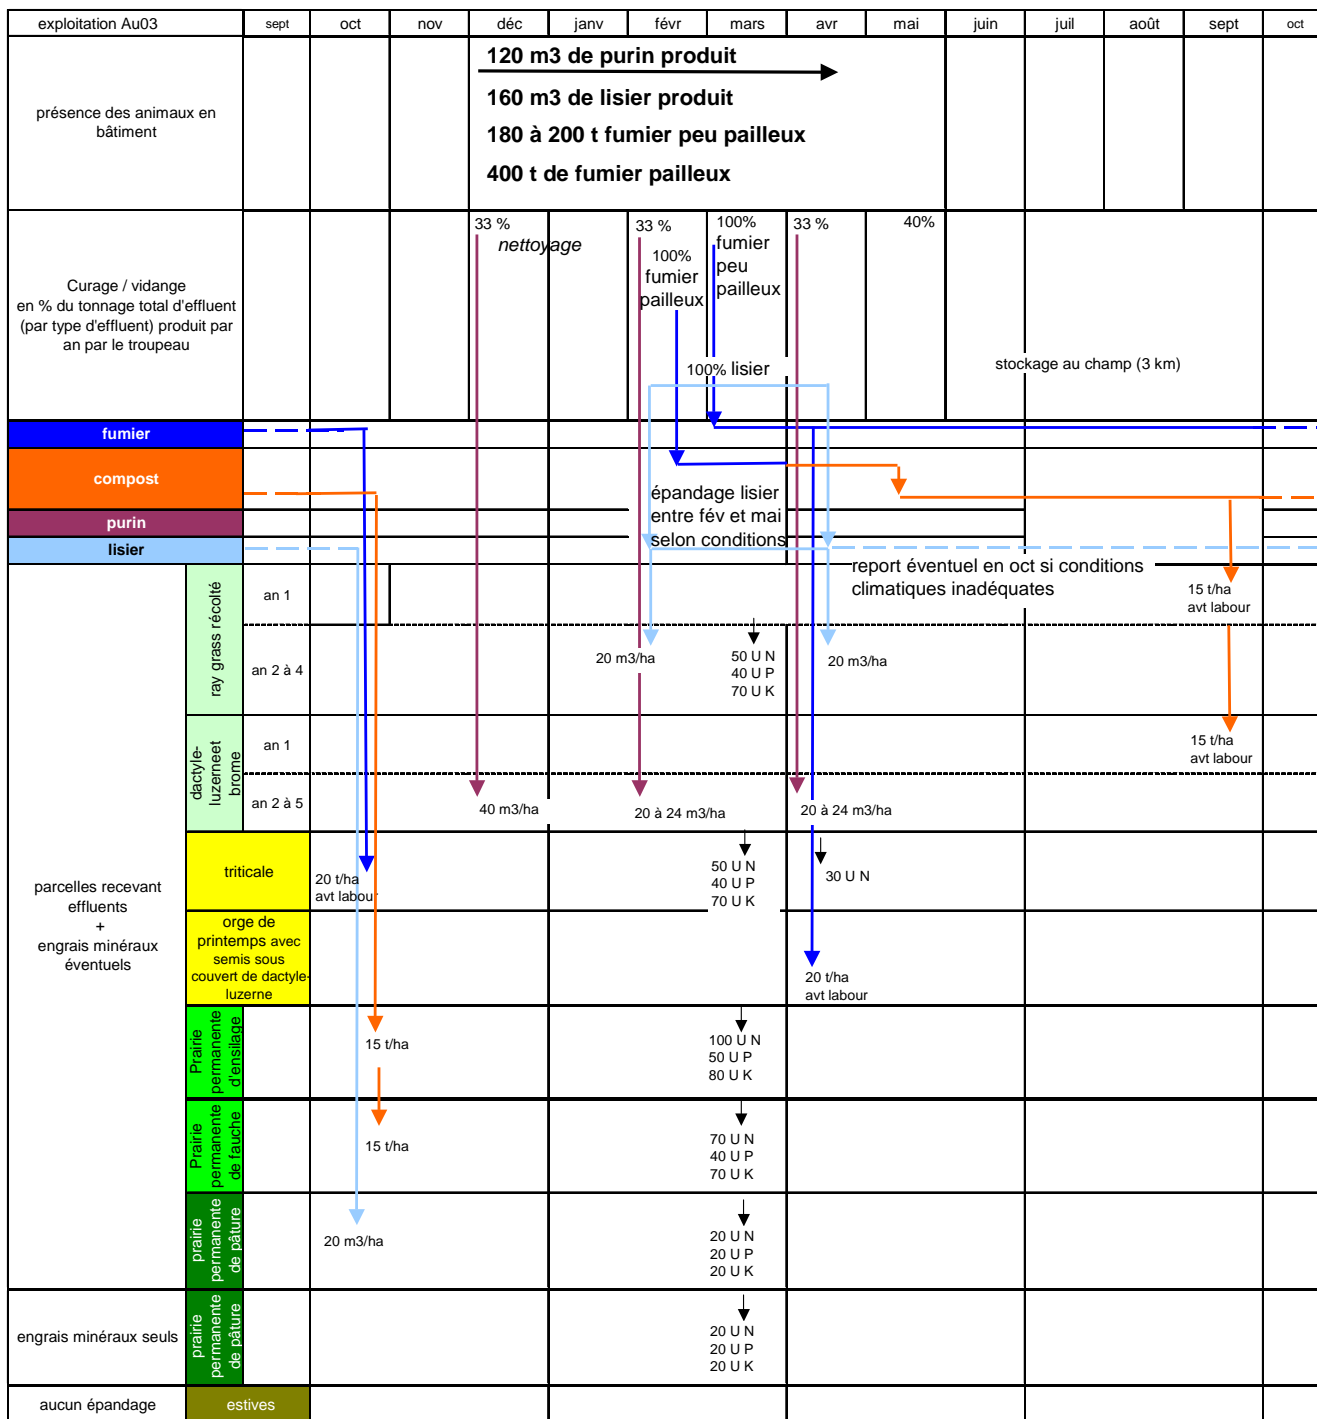 exploitation Au03 sept oct nov déc janv févr mars avr mai juin juil août sept oct
présence des animaux en
bâtiment
120 m3 de purin produit
160 m3 de lisier produit
180 à 200 t fumier peu pailleux
400 t de fumier pailleux
Curage / vidange
en % du tonnage total d'effluent
(par type d'effluent) produit par
an par le troupeau
33 %
nettoyage
33 %
100%
fumier
pailleux
100%
fumier
peu
pailleux
33 %
40%
100% lisier
stockage au champ (3 km)
fumier
compost
purin
lisier
épandage lisier
entre fév et mai
selon conditions
report éventuel en oct si conditions
climatiques inadéquates
parcelles recevant
effluents
+
engrais minéraux
éventuels
ray grass récolté
an 1
15 t/ha
avt labour
an 2 à 4
20 m3/ha
50 U N
40 U P
70 U K
20 m3/ha
dactyle-
luzerneet
brome
an 1
15 t/ha
avt labour
an 2 à 5
40 m3/ha
20 à 24 m3/ha
20 à 24 m3/ha
triticale
20 t/ha
avt labour
50 U N
40 U P
70 U K
30 U N
orge de
printemps avec
semis sous
couvert de dactyle-
luzerne
20 t/ha
avt labour
Prairie
permanente
d'ensilage
15 t/ha
100 U N
50 U P
80 U K
Prairie
permanente
de fauche
15 t/ha
70 U N
40 U P
70 U K
prairie
permanente
de pâture
20 m3/ha
20 U N
20 U P
20 U K
engrais minéraux seuls
prairie
permanente
de pâture
20 U N
20 U P
20 U K
aucun épandage
estives